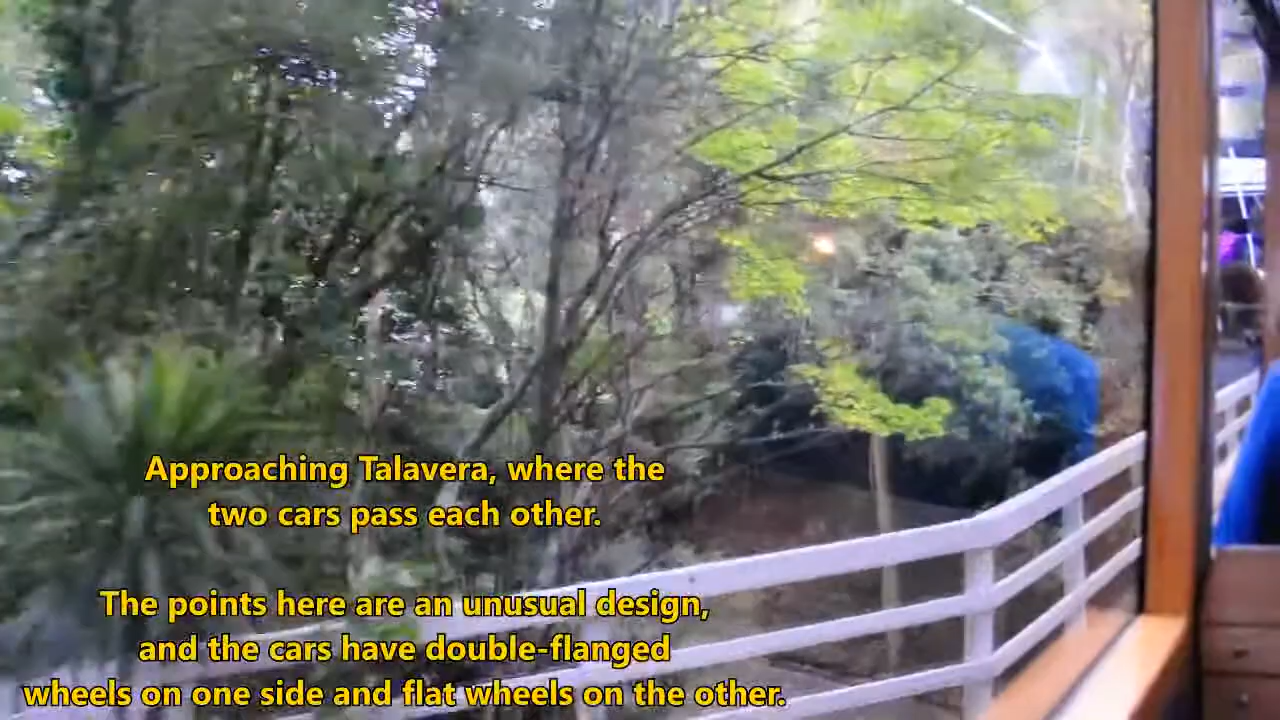 Approaching Talavera, where the
two cars pass each other.
The points here are an unusual design,
and the cars have double-flanged
wheels on one side and flat wheels on the other.